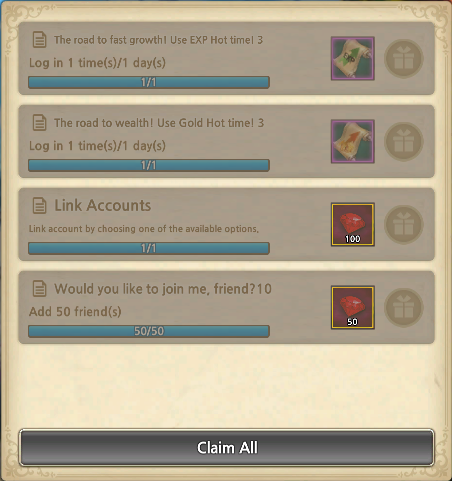 The road to fast growth! Use EXP Hot time! 3
Log in 1 time(s)/1 day(s)
1/1
The road to wealth! Use Gold Hot time! 3
Log in 1 time(s)/1 day(s)
1/1
Link Accounts
Link account by choosing one of the available options,
1/1
100
Would you like to join me, friend?10
Add 50 friend(s)
50/50
50
Claim All